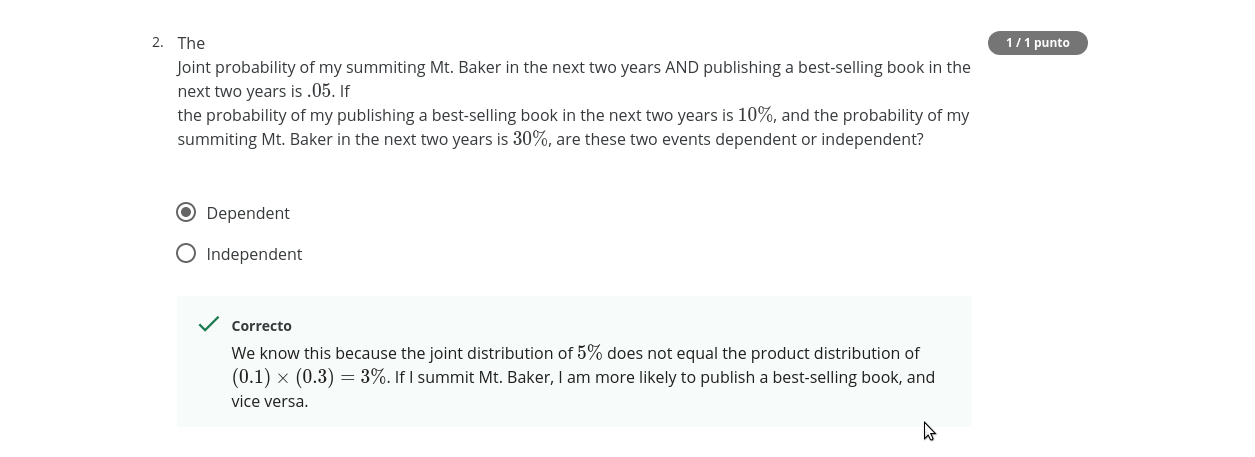 2. The
1 / 1 punto
Joint probability of my summiting Mt. Baker in the next two years AND publishing a best-selling book in the
next two years is .05. If
the probability of my publishing a best-selling book in the next two years is 10%, and the probability of my
summiting Mt. Baker in the next two years is 30%, are these two events dependent or independent?
Dependent
Independent
Correcto
We know this because the joint distribution of 5% does not equal the product distribution of
(0.1) × (0.3) = 3%. If I summit Mt. Baker, I am more likely to publish a best-selling book, and
vice versa.